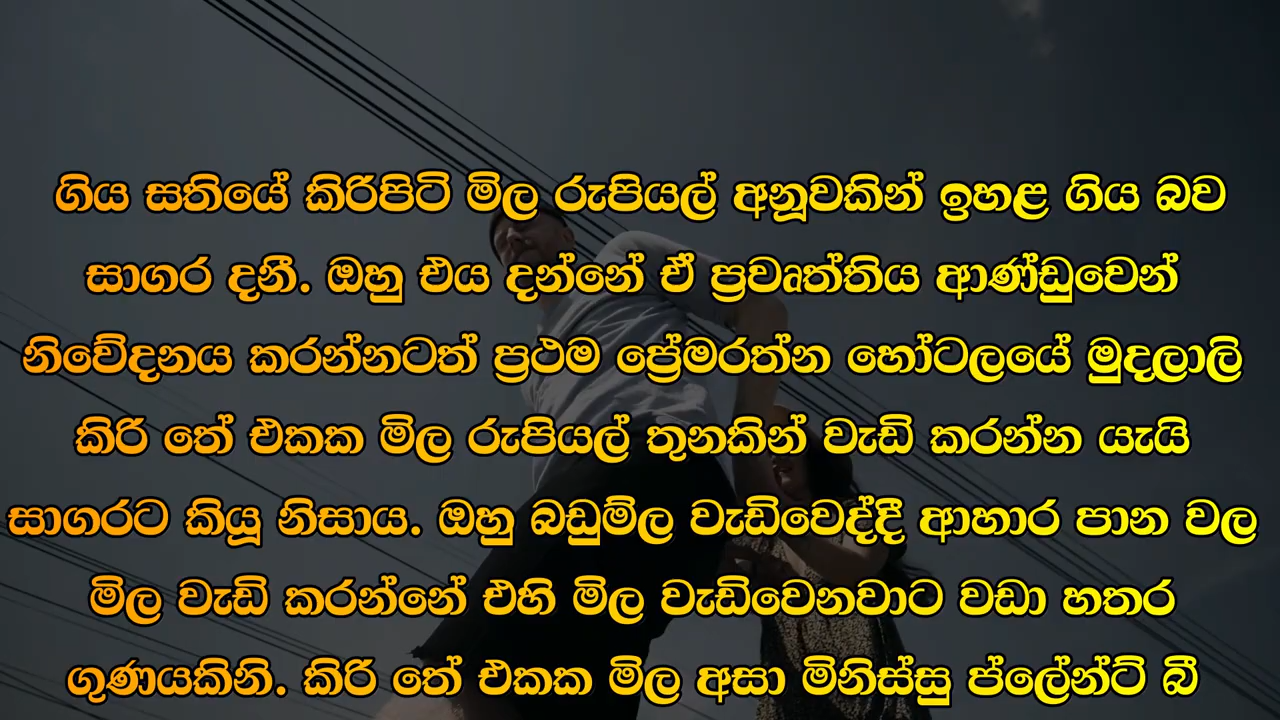 ගිය සතියේ කිරිපිටි මිල රුපියල් අනූවකින් ඉහළ ගිය බව
සාගර දනී. ඔහු එය දන්නේ ඒ ප්‍රවෘත්තිය ආණ්ඩුවෙන්
නිවේදනය කරන්නටත් ප්‍රථම ප්‍රේමරත්න හෝටලයේ මුදලාලි
කිරි තේ එකක මිල රුපියල් තුනකින් වැඩි කරන්න යැයි
සාගරට කියූ නිසාය. ඔහු බඩුම්ල වැඩිවෙද්දී ආහාර පාන වල
මිල වැඩි කරන්නේ එහි මිල වැඩිවෙනවාට වඩා හතර
ගුණයකිනි. කිරි තේ එකක මිල අසා මිනිස්සු ප්ලේන්ට් බී